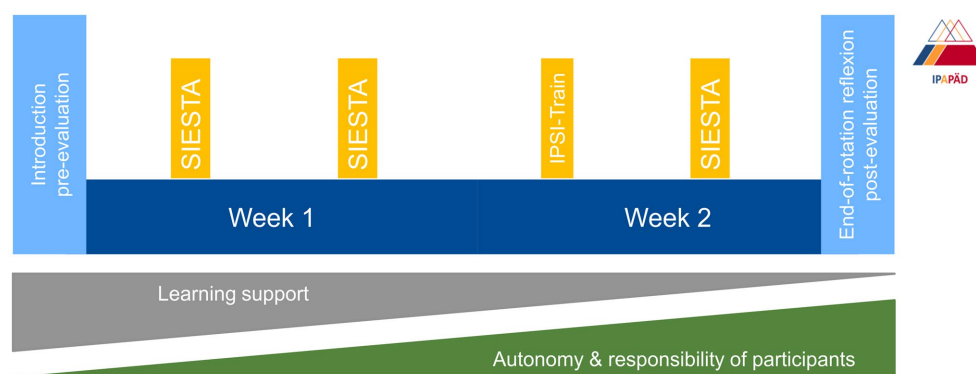 Introduction
pre-evaluation
SIESTA
SIESTA
IPSI-Train
SIESTA
End-of-rotation reflexion
post-evaluation
IPAPÄD
Week 1
Week 2
Learning support
Autonomy & responsibility of participants